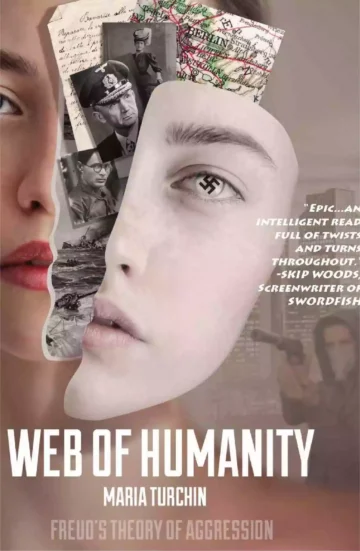 BERLIN
"EPIC...AN
INTELLIGENT READ
FULL OF TWISTS
AND TURNS
THROUGHOUT."
-SKIP WOODS,
SCREENWRITER OF
SWORDFISH
WEB OF HUMANITY
MARIA TURCHIN
FREUD'S THEORY OF AGGRESSION